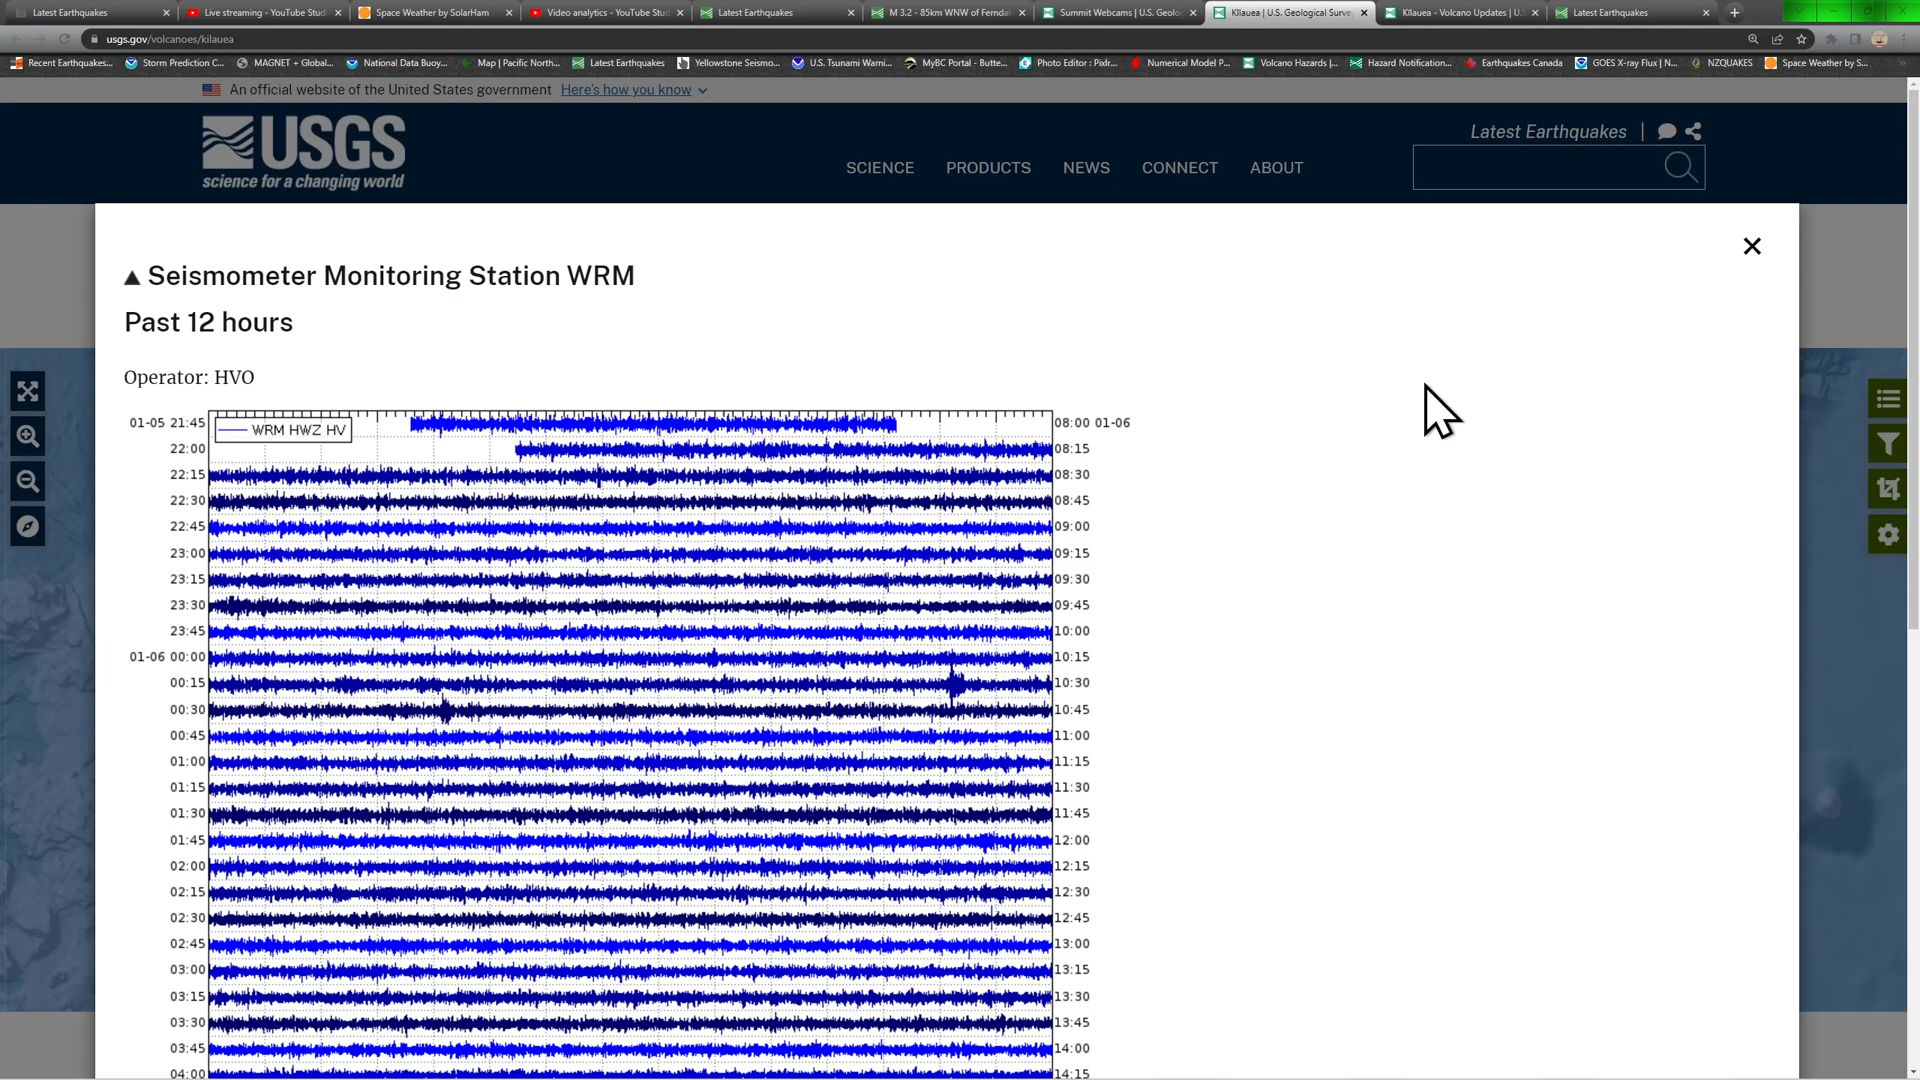 Latest Earthquakes
Live streaming - YouTube Stud
Space Weather by SolarHam
Video analytics - YouTube Stud
Latest Earthquakes
M 3.2 - 85km WNW of Ferndal
Summit Webcams | U.S. Geolog
Kīlauea | U.S. Geological Surve
Kīlauea - Volcano Updates | U.S
Latest Earthquakes
usgs.gov/volcanoes/kilauea
Recent Earthquakes...
Storm Prediction C...
MAGNET + Global...
National Data Buoy...
Map | Pacific North...
Latest Earthquakes
Yellowstone Seismo...
U.S. Tsunami Warni...
MyBC Portal - Butte...
Photo Editor : Pixlr...
Numerical Model P...
Volcano Hazards |...
Hazard Notification...
Earthquakes Canada
GOES X-ray Flux | N...
NZQUAKES
Space Weather by S...
An official website of the United States government Here's how you know
USGS
science for a changing world
SCIENCE PRODUCTS NEWS CONNECT ABOUT
Latest Earthquakes |
Seismometer Monitoring Station WRM
Past 12 hours
Operator: HVO
WRM HWZ HV
01-05 21:45 08:00 01-06
22:00 08:15
22:15 08:30
22:30 08:45
22:45 09:00
23:00 09:15
23:15 09:30
23:30 09:45
23:45 10:00
01-06 00:00 10:15
00:15 10:30
00:30 10:45
00:45 11:00
01:00 11:15
01:15 11:30
01:30 11:45
01:45 12:00
02:00 12:15
02:15 12:30
02:30 12:45
02:45 13:00
03:00 13:15
03:15 13:30
03:30 13:45
03:45 14:00
04:00 14:15